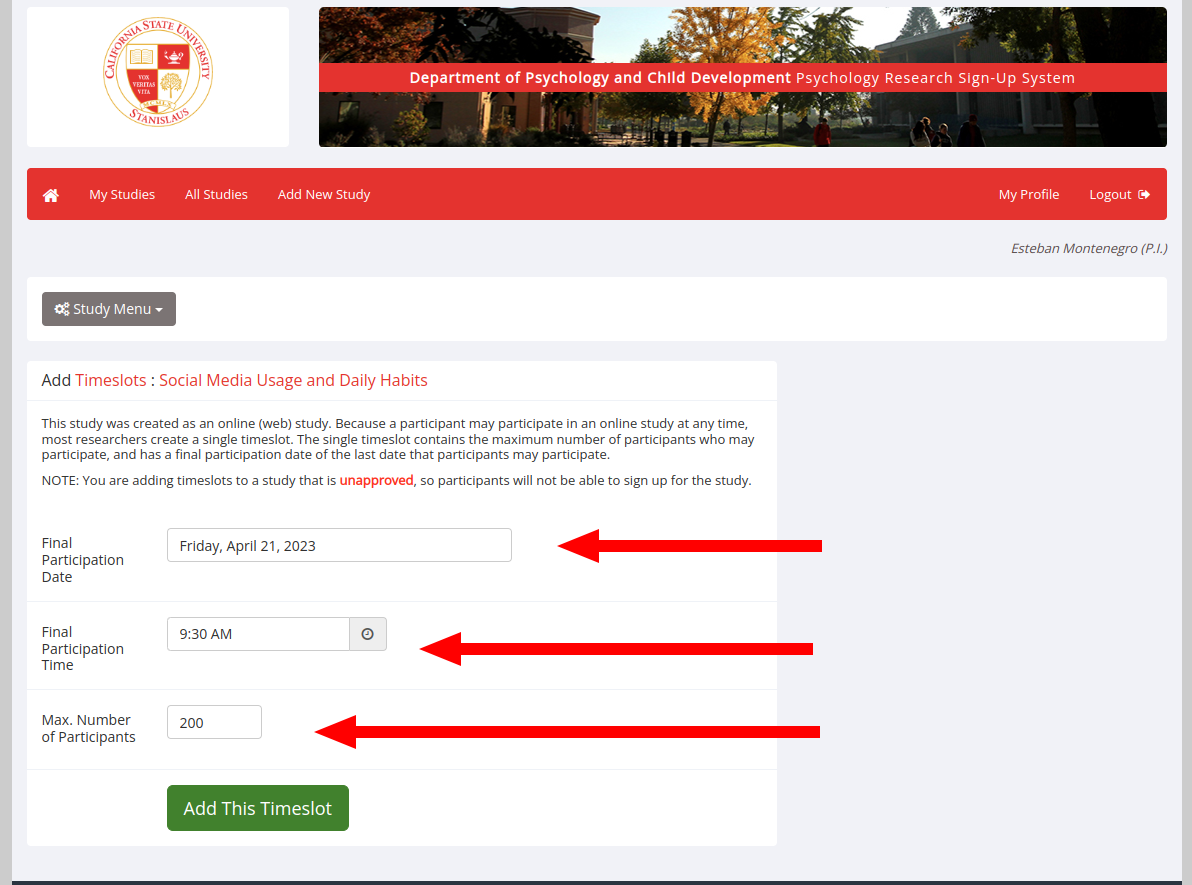 CALIFORNIA STATE UNIVERSITY
VOX
VERITAS
VITA
STANISLAUS
Department of Psychology and Child Development Psychology Research Sign-Up System
My Studies All Studies Add New Study My Profile Logout
Esteban Montenegro (P.I.)
Study Menu
Add Timeslots : Social Media Usage and Daily Habits
This study was created as an online (web) study. Because a participant may participate in an online study at any time,
most researchers create a single timeslot. The single timeslot contains the maximum number of participants who may
participate, and has a final participation date of the last date that participants may participate.
NOTE: You are adding timeslots to a study that is unapproved, so participants will not be able to sign up for the study.
Final
Participation
Date
Friday, April 21, 2023
Final
Participation
Time
9:30 AM
Max. Number
of Participants
200
Add This Timeslot